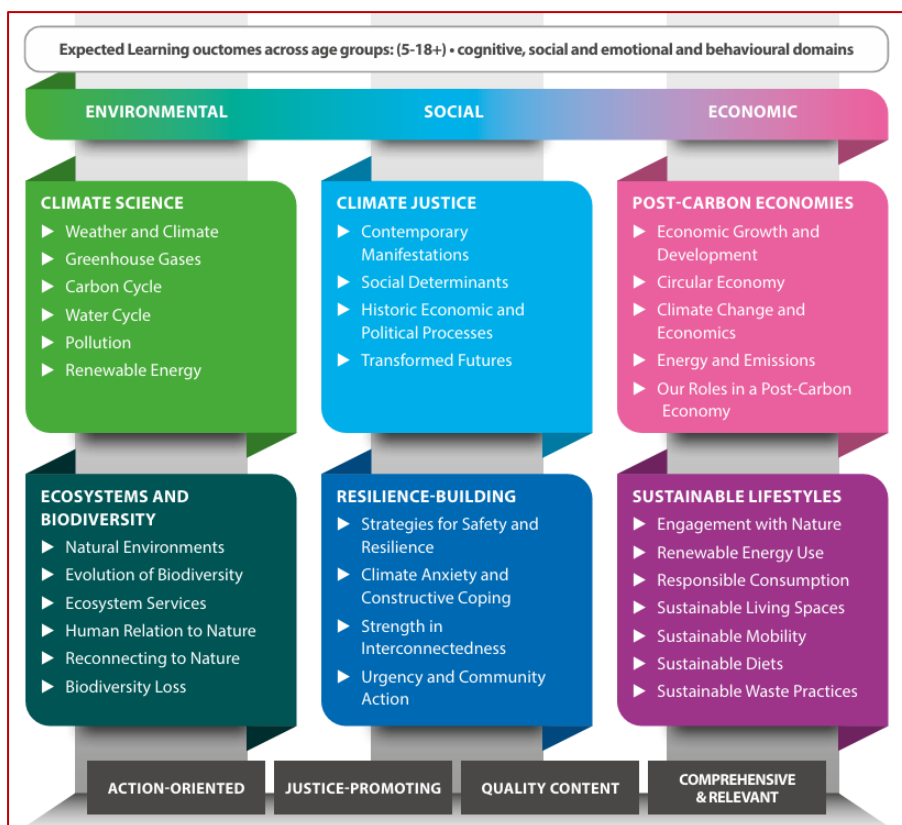 Expected Learning ouctomes across age groups: (5-18+) • cognitive, social and emotional and behavioural domains
ENVIRONMENTAL
SOCIAL
ECONOMIC
CLIMATE SCIENCE
▶ Weather and Climate
▶ Greenhouse Gases
▶ Carbon Cycle
▶ Water Cycle
▶ Pollution
▶ Renewable Energy
CLIMATE JUSTICE
▶ Contemporary
Manifestations
▶ Social Determinants
▶ Historic Economic and
Political Processes
▶ Transformed Futures
POST-CARBON ECONOMIES
▶ Economic Growth and
Development
▶ Circular Economy
▶ Climate Change and
Economics
▶ Energy and Emissions
▶ Our Roles in a Post-Carbon
Economy
ECOSYSTEMS AND
BIODIVERSITY
▶ Natural Environments
▶ Evolution of Biodiversity
▶ Ecosystem Services
▶ Human Relation to Nature
▶ Reconnecting to Nature
▶ Biodiversity Loss
RESILIENCE-BUILDING
▶ Strategies for Safety and
Resilience
▶ Climate Anxiety and
Constructive Coping
▶ Strength in
Interconnectedness
▶ Urgency and Community
Action
SUSTAINABLE LIFESTYLES
▶ Engagement with Nature
▶ Renewable Energy Use
▶ Responsible Consumption
▶ Sustainable Living Spaces
▶ Sustainable Mobility
▶ Sustainable Diets
▶ Sustainable Waste Practices
ACTION-ORIENTED
JUSTICE-PROMOTING
QUALITY CONTENT
COMPREHENSIVE
& RELEVANT